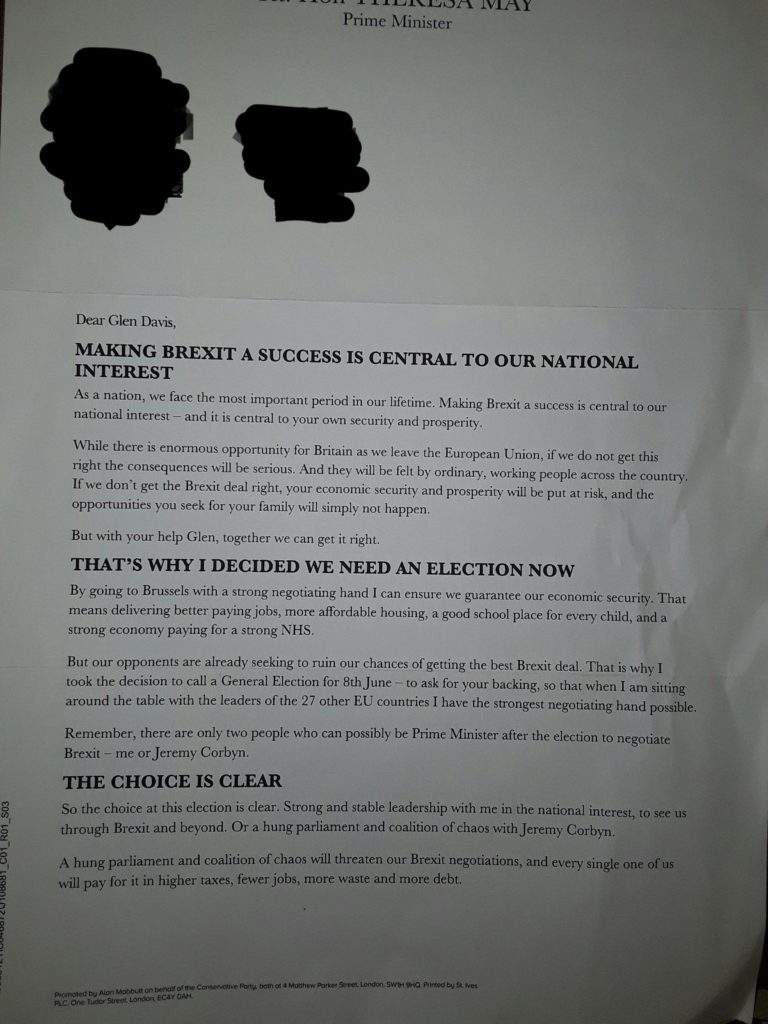 THERESA MAY
Prime Minister
Dear Glen Davis,
MAKING BREXIT A SUCCESS IS CENTRAL TO OUR NATIONAL
INTEREST
As a nation, we face the most important period in our lifetime. Making Brexit a success is central to our
national interest – and it is central to your own security and prosperity.
While there is enormous opportunity for Britain as we leave the European Union, if we do not get this
right the consequences will be serious. And they will be felt by ordinary, working people across the country.
If we don't get the Brexit deal right, your economic security and prosperity will be put at risk, and the
opportunities you seek for your family will simply not happen.
But with your help Glen, together we can get it right.
THAT'S WHY I DECIDED WE NEED AN ELECTION NOW
By going to Brussels with a strong negotiating hand I can ensure we guarantee our economic security. That
means delivering better paying jobs, more affordable housing, a good school place for every child, and a
strong economy paying for a strong NHS.
But our opponents are already seeking to ruin our chances of getting the best Brexit deal. That is why I
took the decision to call a General Election for 8th June – to ask for your backing, so that when I am sitting
around the table with the leaders of the 27 other EU countries I have the strongest negotiating hand possible.
Remember, there are only two people who can possibly be Prime Minister after the election to negotiate
Brexit – me or Jeremy Corbyn.
THE CHOICE IS CLEAR
So the choice at this election is clear. Strong and stable leadership with me in the national interest, to see us
through Brexit and beyond. Or a hung parliament and coalition of chaos with Jeremy Corbyn.
A hung parliament and coalition of chaos will threaten our Brexit negotiations, and every single one of us
will pay for it in higher taxes, fewer jobs, more waste and more debt.
Promoted by Alan Mabbutt on behalf of the Conservative Party, both at 4 Matthew Parker Street, London, SW1H 9HQ. Printed by St. Ives
PLC, One Tudor Street, London, EC4Y 0AH.